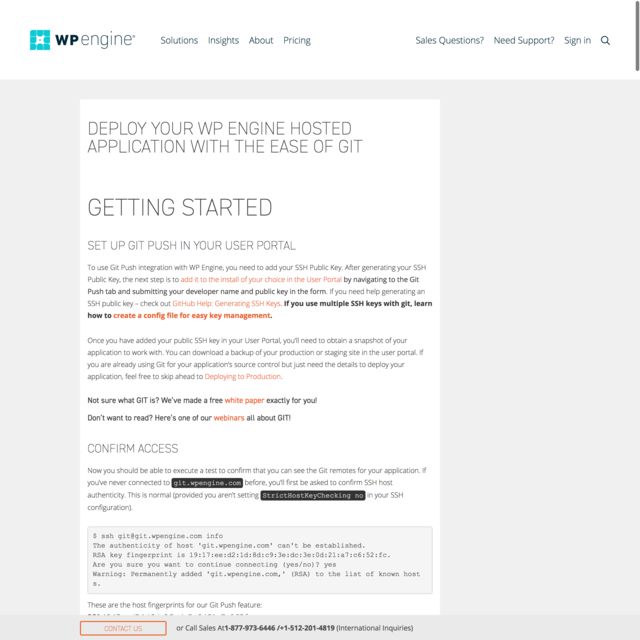 WP engine®
Solutions Insights About Pricing
Sales Questions? Need Support? Sign in
DEPLOY YOUR WP ENGINE HOSTED
APPLICATION WITH THE EASE OF GIT
GETTING STARTED
SET UP GIT PUSH IN YOUR USER PORTAL
To use Git Push integration with WP Engine, you need to add your SSH Public Key. After generating your SSH
Public Key, the next step is to add it to the install of your choice in the User Portal by navigating to the Git
Push tab and submitting your developer name and public key in the form. If you need help generating an
SSH public key – check out GitHub Help: Generating SSH Keys. If you use multiple SSH keys with git, learn
how to create a config file for easy key management.
Once you have added your public SSH key in your User Portal, you'll need to obtain a snapshot of your
application to work with. You can download a backup of your production or staging site in the user portal. If
you are already using Git for your application's source control but just need the details to deploy your
application, feel free to skip ahead to Deploying to Production.
Not sure what GIT is? We've made a free white paper exactly for you!
Don't want to read? Here's one of our webinars all about GIT!
CONFIRM ACCESS
Now you should be able to execute a test to confirm that you can see the Git remotes for your application. If
you've never connected to git.wpengine.com before, you'll first be asked to confirm SSH host
authenticity. This is normal (provided you aren't setting StrictHostKeyChecking no in your SSH
configuration).
$ ssh git@git.wpengine.com info
The authenticity of host 'git.wpengine.com' can't be established.
RSA key fingerprint is 19:17:ee:d2:1d:8d:c9:3e:dc:3e:0d:21:a7:c6:52:fc.
Are you sure you want to continue connecting (yes/no)? yes
Warning: Permanently added 'git.wpengine.com,' (RSA) to the list of known host
s.
These are the host fingerprints for our Git Push feature:
CONTACT US or Call Sales At1-877-973-6446 /+1-512-201-4819 (International Inquiries)